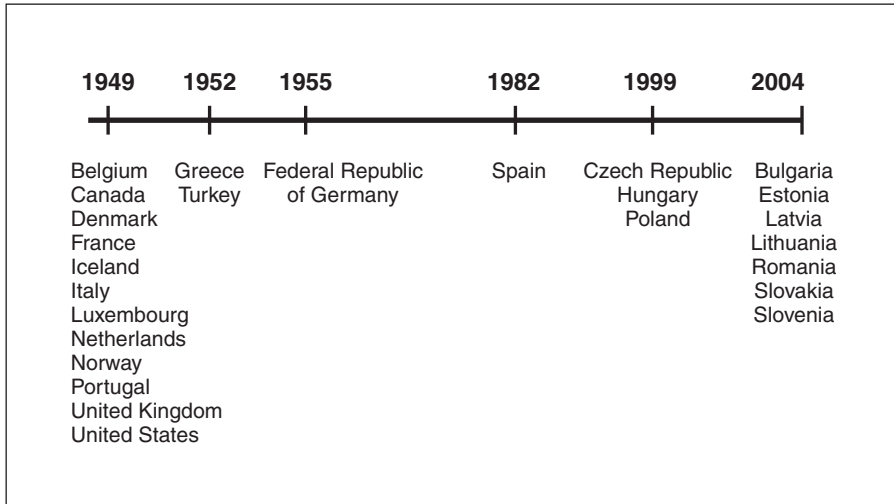 1949 1952 1955 1982 1999 2004
Belgium
Canada
Denmark
France
Iceland
Italy
Luxembourg
Netherlands
Norway
Portugal
United Kingdom
United States
Greece
Turkey
Federal Republic
of Germany
Spain
Czech Republic
Hungary
Poland
Bulgaria
Estonia
Latvia
Lithuania
Romania
Slovakia
Slovenia